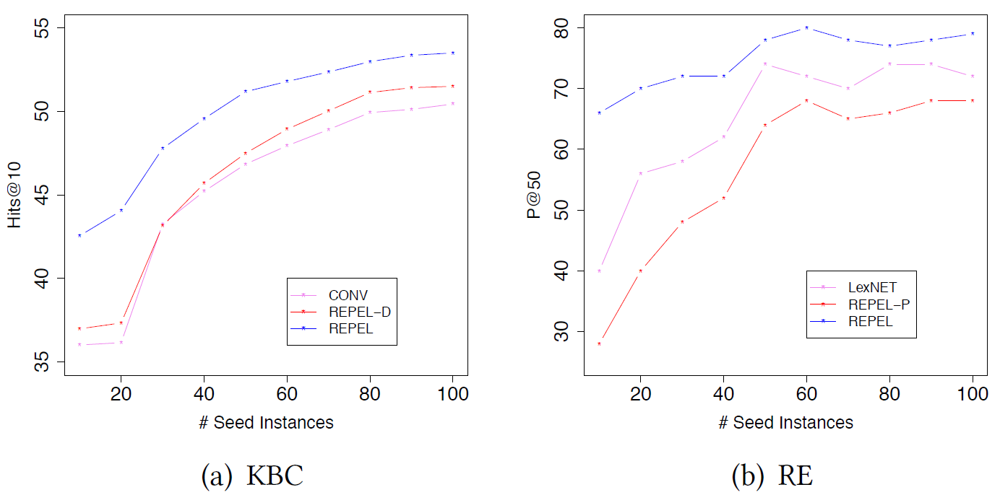 Hits@10
55
50
45
40
35
CONV
REPEL-D
REPEL
20 40 60 80 100
# Seed Instances
(a) KBC
P@50
80
70
60
50
40
30
LexNET
REPEL-P
REPEL
20 40 60 80 100
# Seed Instances
(b) RE